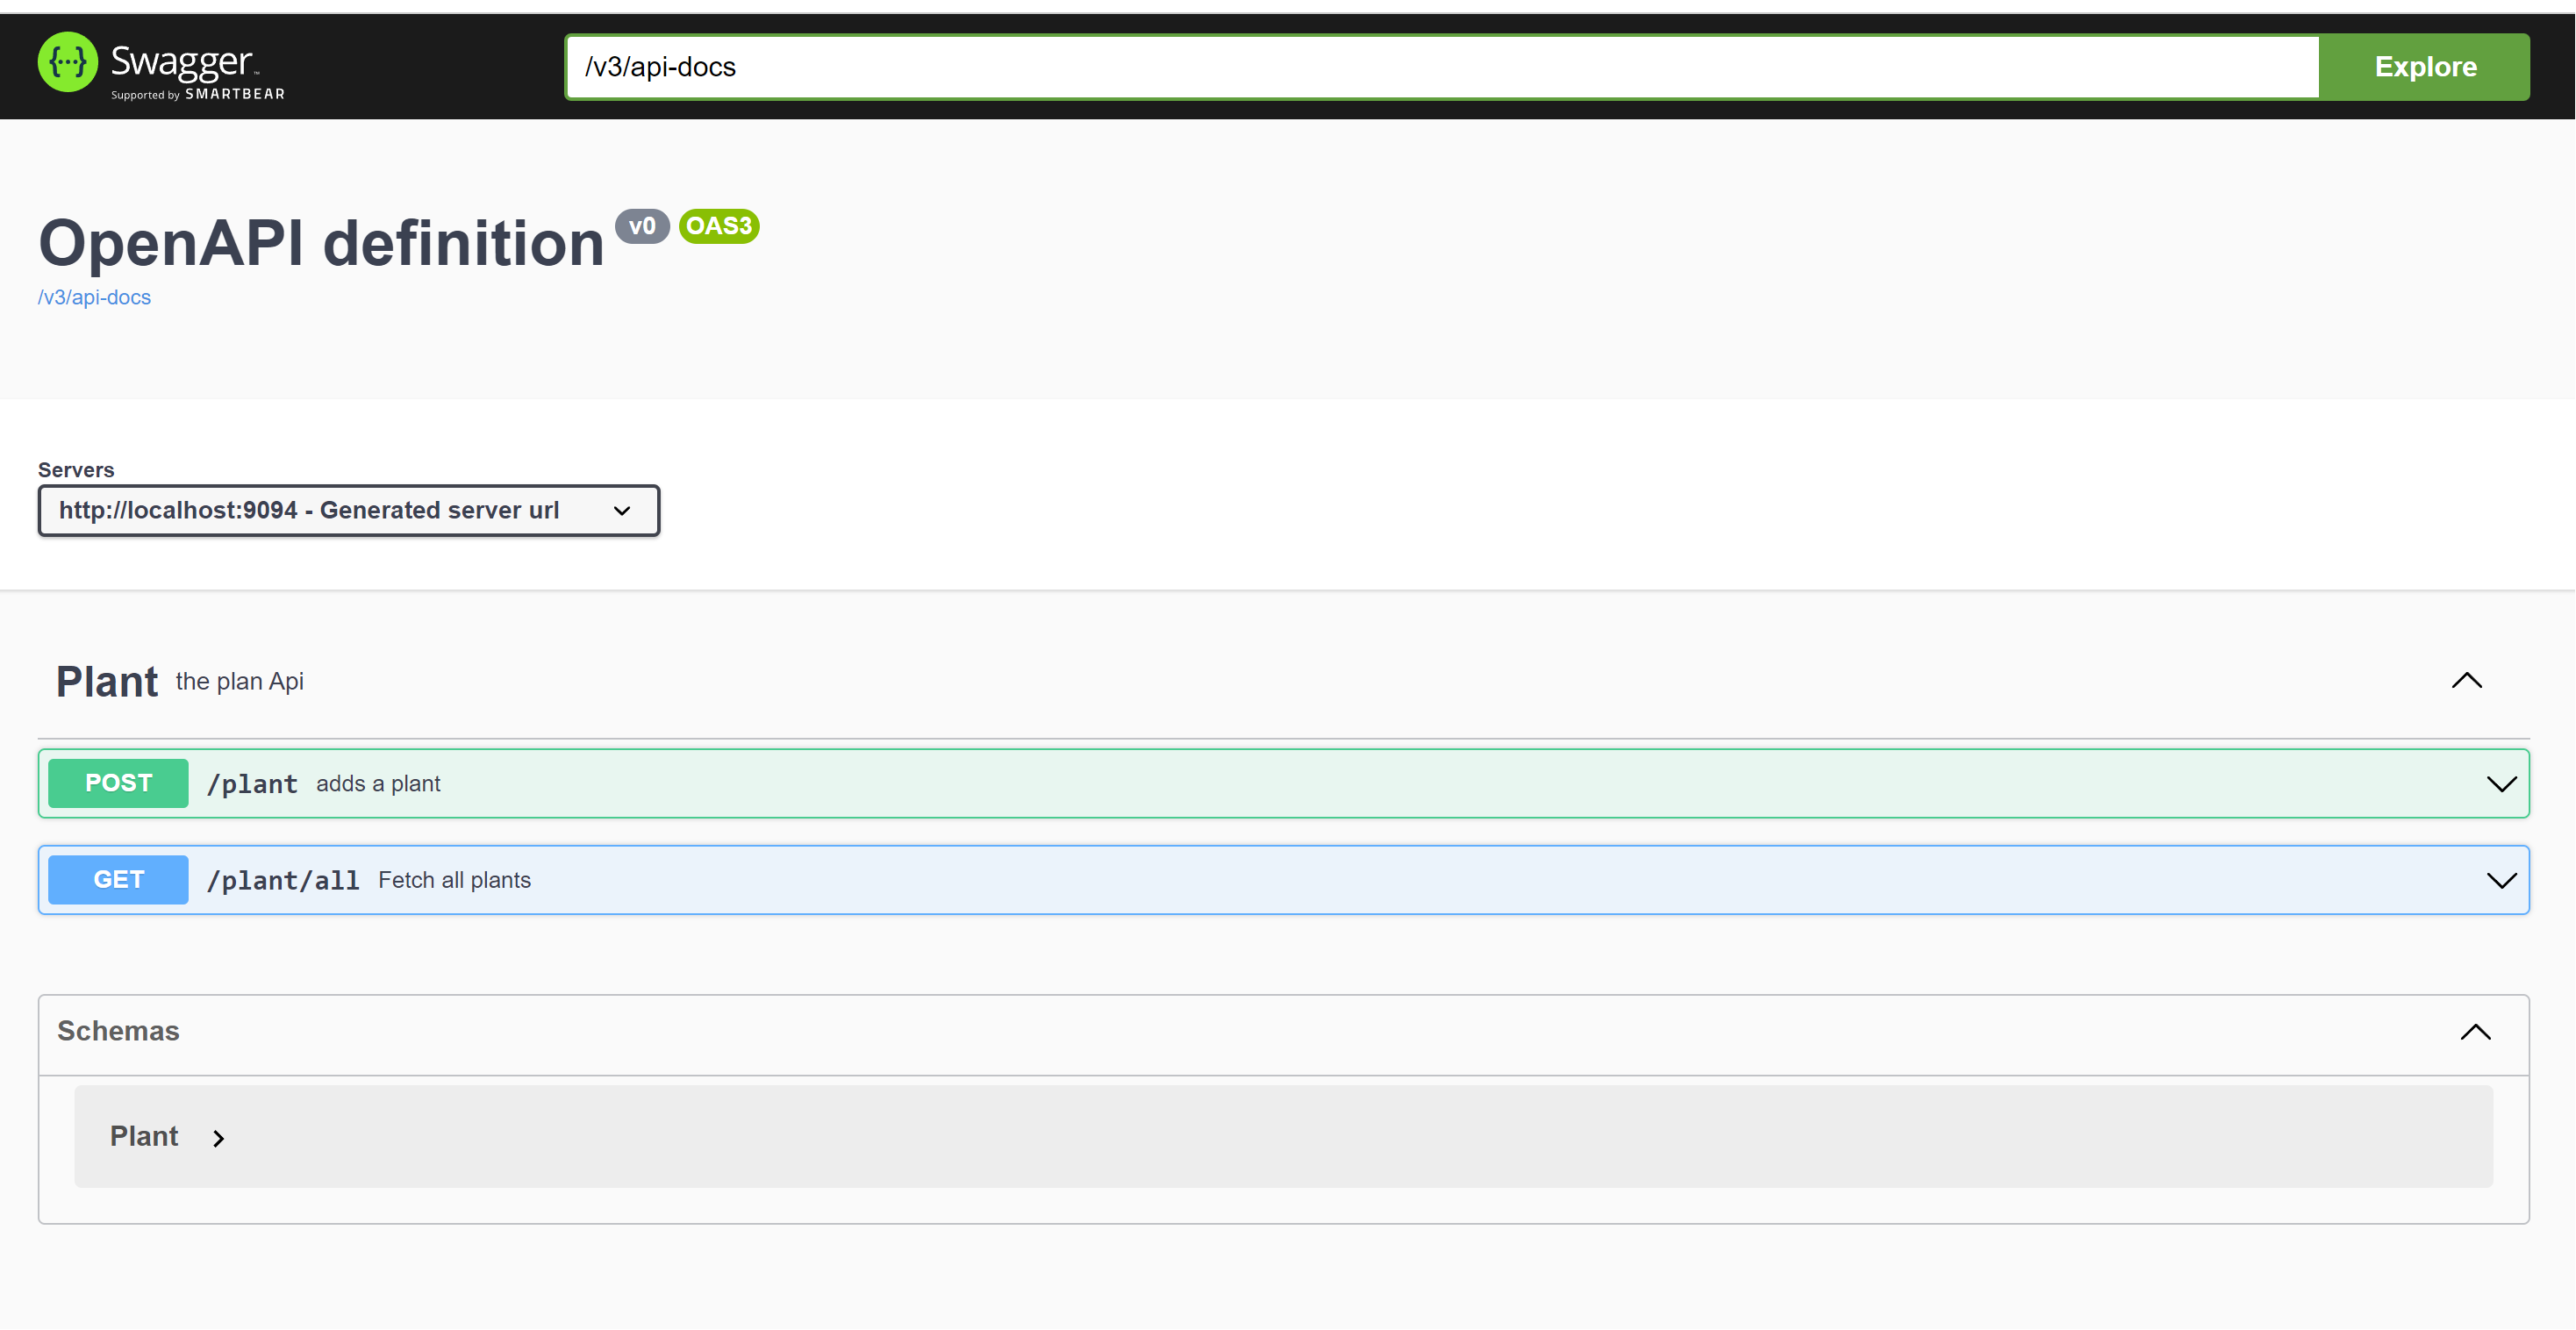 {···} Swagger™
Supported by SMARTBEAR
/v3/api-docs
Explore
OpenAPI definition v0 OAS3
/v3/api-docs
Servers
http://localhost:9094 - Generated server url
Plant the plan Api
POST /plant adds a plant
GET /plant/all Fetch all plants
Schemas
Plant